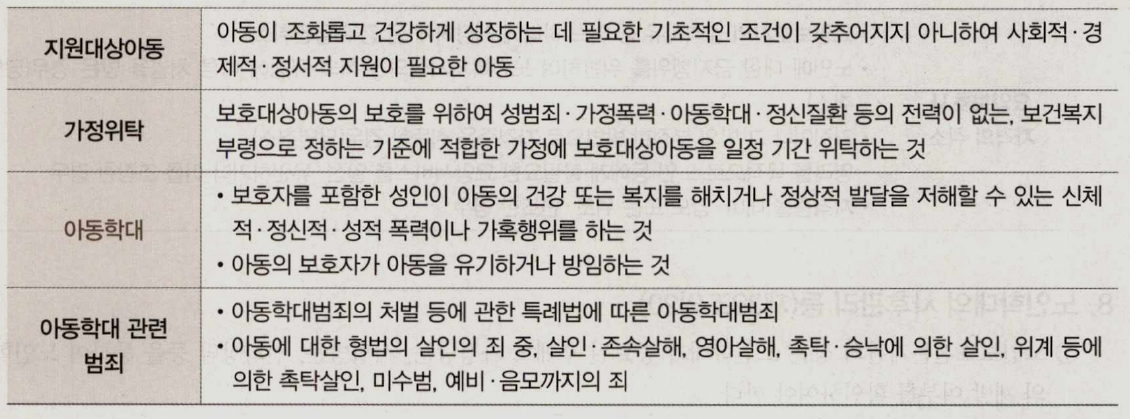 지원대상아동
아동이 조화롭고 건강하게 성장하는 데 필요한 기초적인 조건이 갖추어지지 아니하여 사회적·경
제적·정서적 지원이 필요한 아동
가정위탁
보호대상아동의 보호를 위하여 성범죄·가정폭력·아동학대·정신질환 등의 전력이 없는, 보건복지
부령으로 정하는 기준에 적합한 가정에 보호대상아동을 일정 기간 위탁하는 것
아동학대
• 보호자를 포함한 성인이 아동의 건강 또는 복지를 해치거나 정상적 발달을 저해할 수 있는 신체
적·정신적·성적 폭력이나 가혹행위를 하는 것
• 아동의 보호자가 아동을 유기하거나 방임하는 것
아동학대 관련
범죄
• 아동학대범죄의 처벌 등에 관한 특례법에 따른 아동학대범죄
• 아동에 대한 형법의 살인의 죄 중, 살인·조속살해, 영아살해, 촉탁·승낙에 의한 살인, 위계 등에
의한 촉탁살인, 미수범, 예비·음모까지의 죄